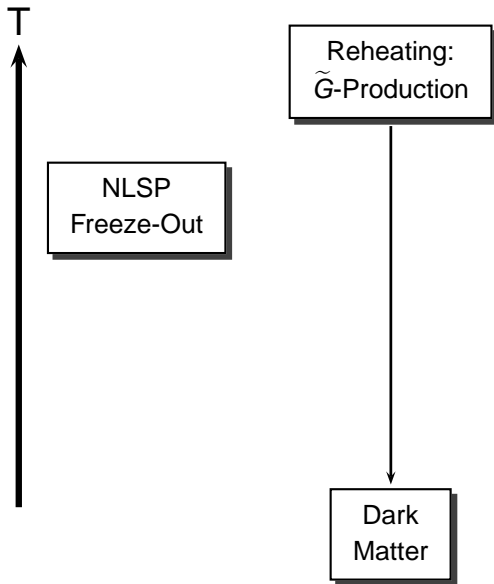 T
Reheating:
G̃-Production
NLSP
Freeze-Out
Dark
Matter